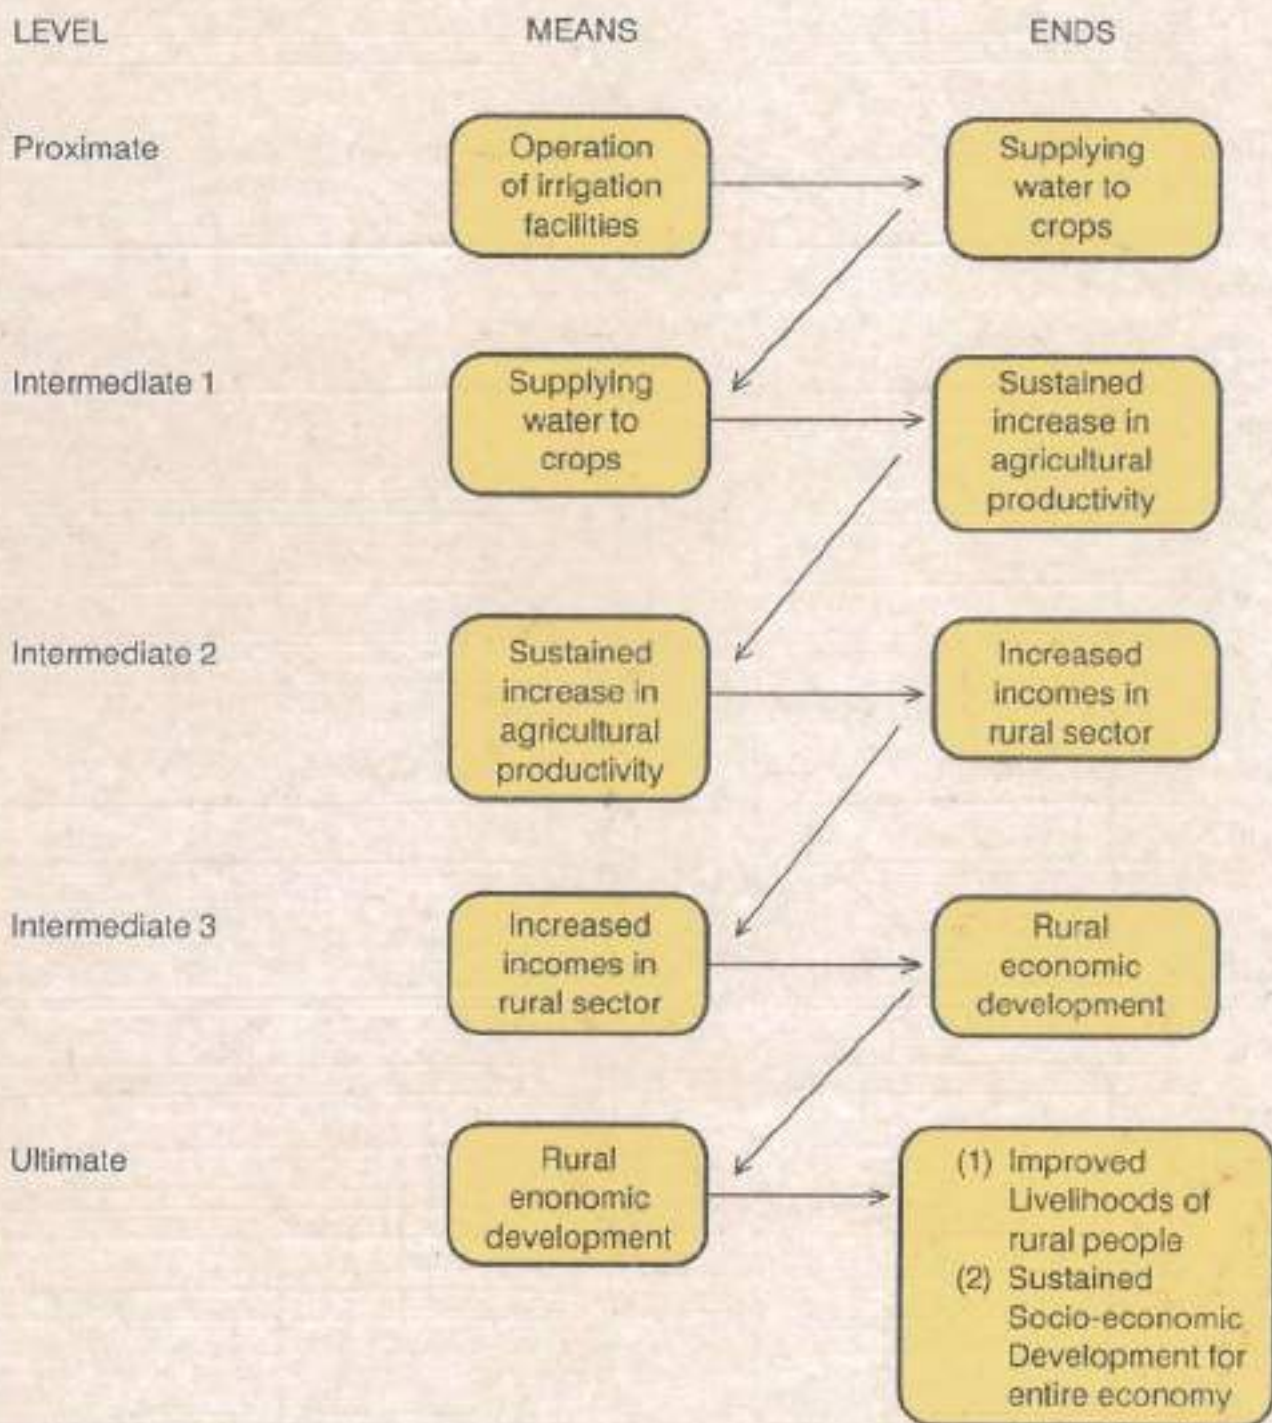 LEVEL MEANS ENDS
Proximate
Operation
of irrigation
facilities
Supplying
water to
crops
Intermediate 1
Supplying
water to
crops
Sustained
increase in
agricultural
productivity
Intermediate 2
Sustained
increase in
agricultural
productivity
Increased
incomes in
rural sector
Intermediate 3
Increased
incomes in
rural sector
Rural
economic
development
Ultimate
Rural
enonomic
development
(1) Improved
Livelihoods of
rural people
(2) Sustained
Socio-economic
Development for
entire economy